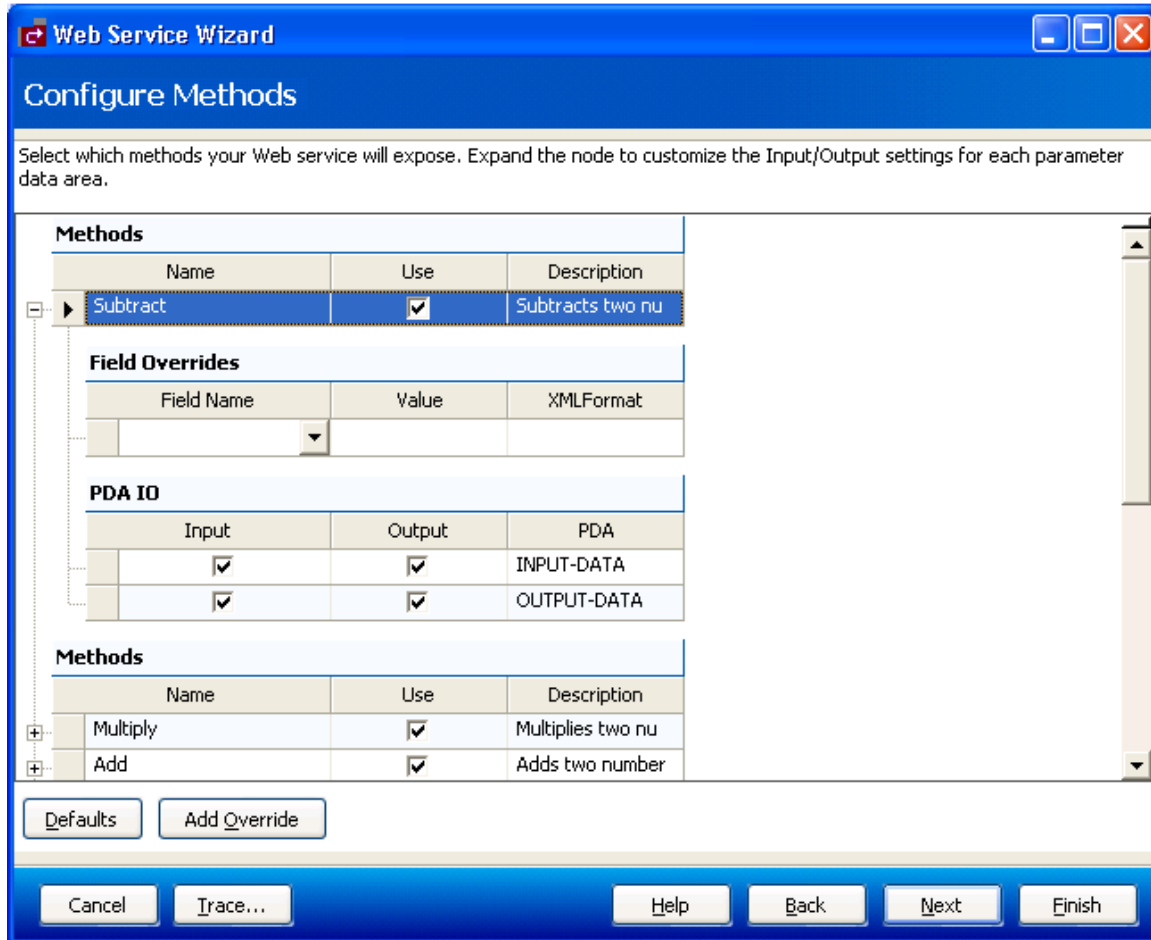 Web Service Wizard
Configure Methods
Select which methods your Web service will expose. Expand the node to customize the Input/Output settings for each parameter
data area.
Methods
Name Use Description
Subtract Subtracts two nu
Field Overrides
Field Name Value XMLFormat
PDA IO
Input Output PDA
INPUT-DATA
OUTPUT-DATA
Methods
Name Use Description
Multiply Multiplies two nu
Add Adds two number
Defaults Add Override
Cancel Trace... Help Back Next Finish